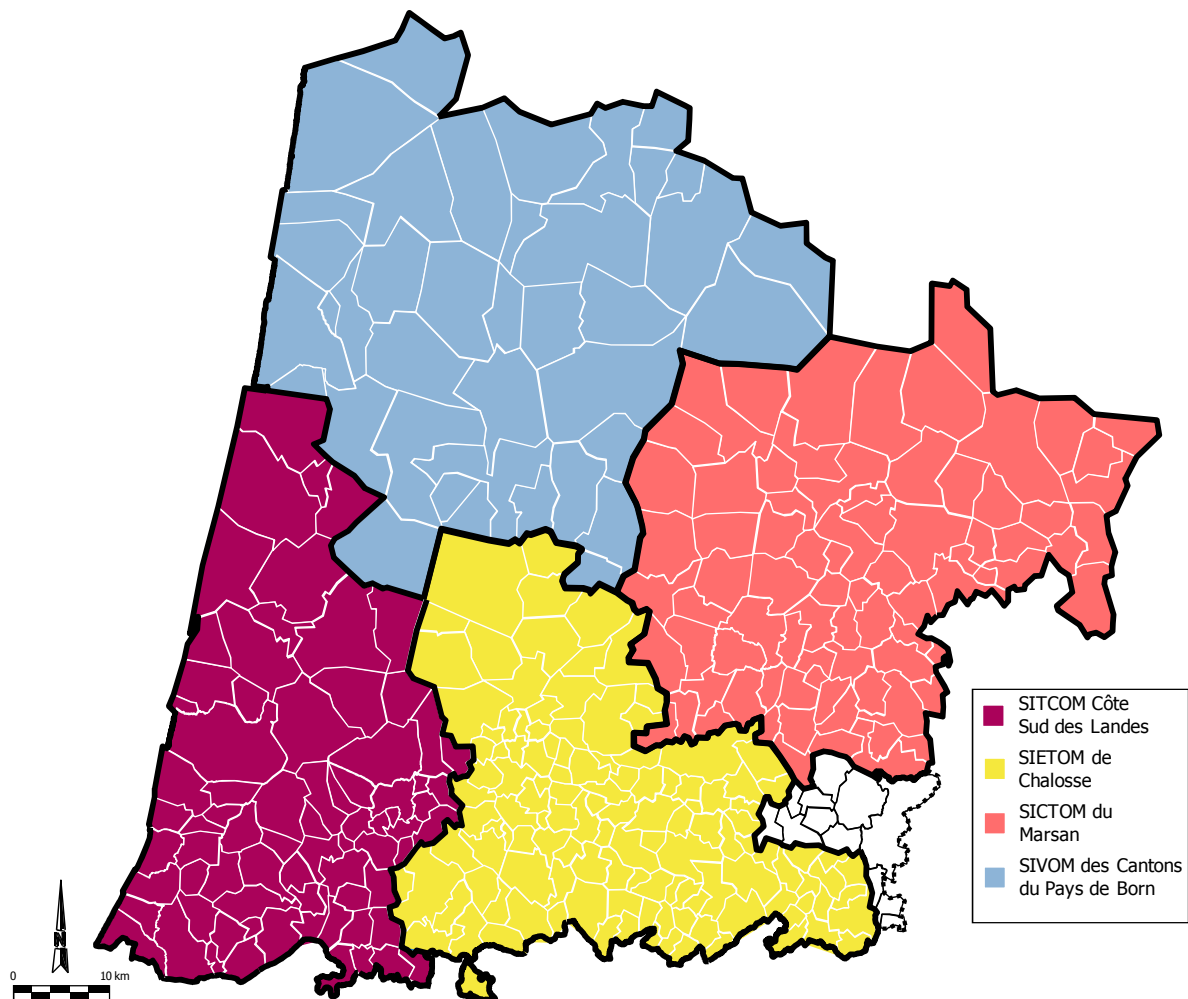 SITCOM Côte
Sud des Landes
SIETOM de
Chalosse
SICTOM du
Marsan
SIVOM des Cantons
du Pays de Born
N
0 10 km